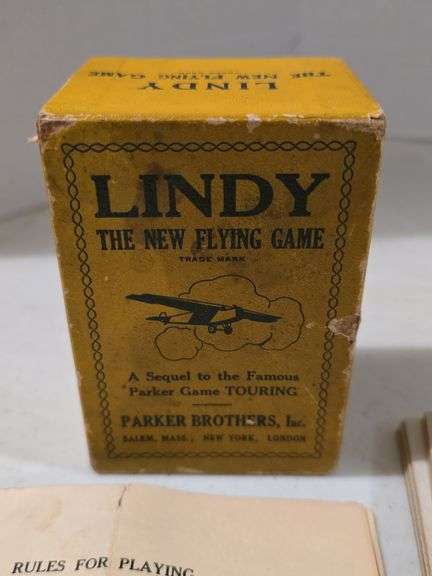 LINDY
THE NEW FLYING GAME
LINDY
THE NEW FLYING GAME
TRADE MARK
A Sequel to the Famous
Parker Game TOURING
PARKER BROTHERS, Inc.
SALEM, MASS., NEW YORK, LONDON
RULES FOR PLAYING